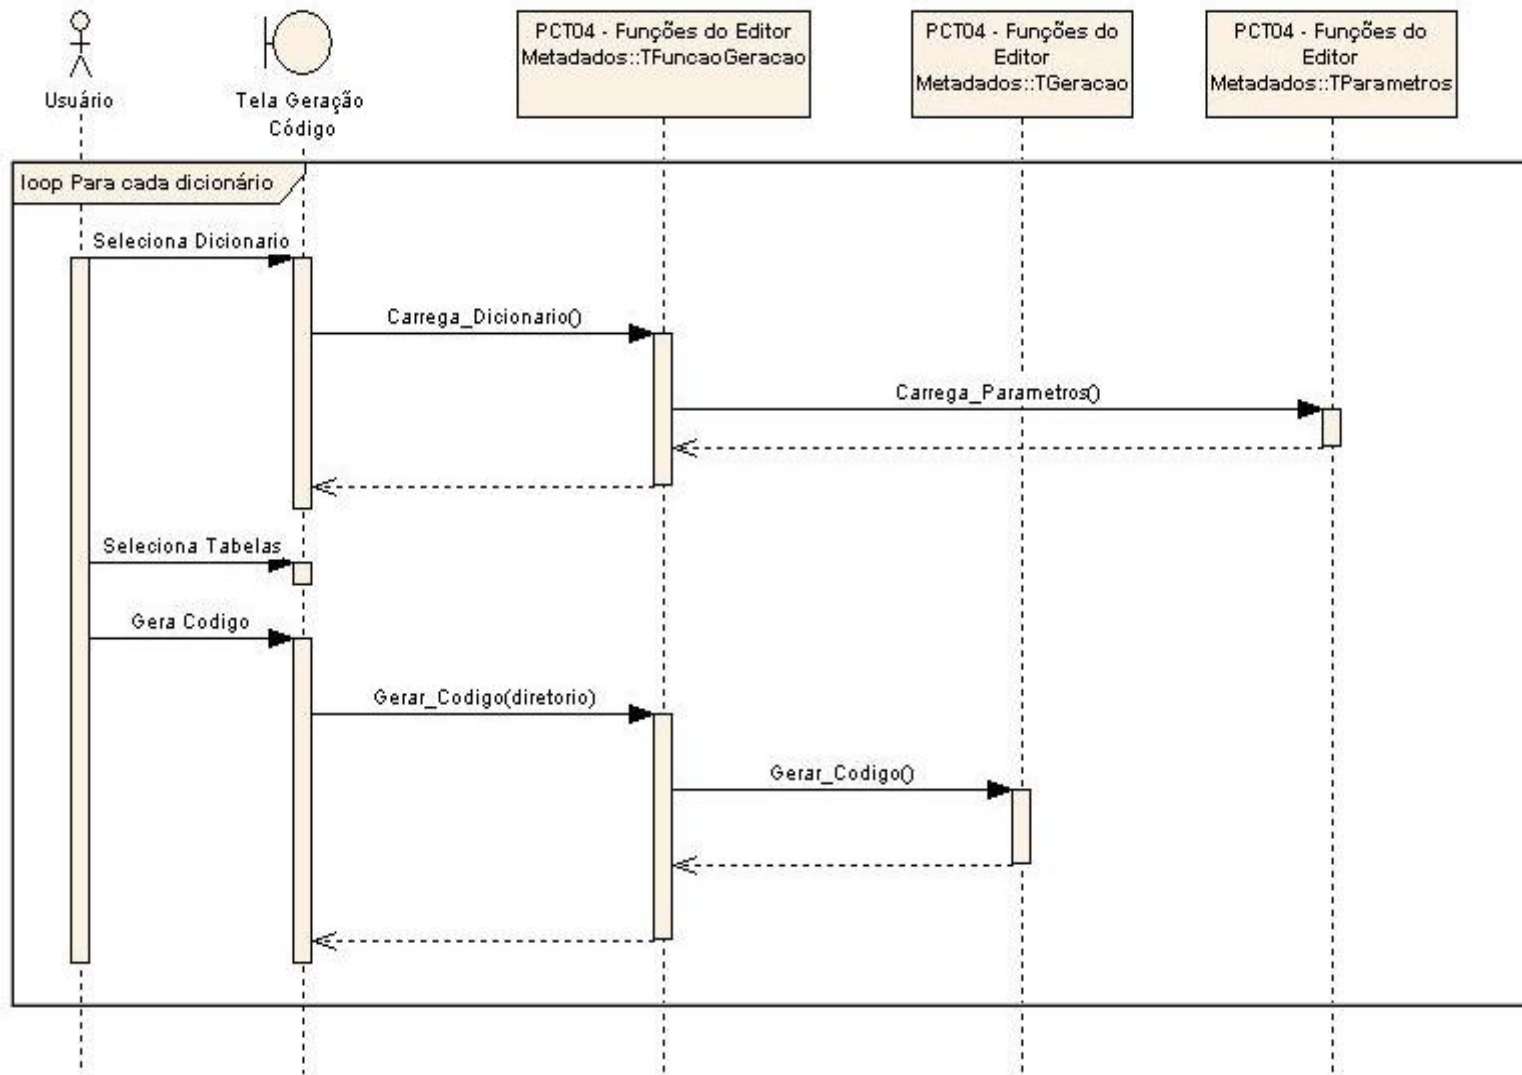 Usuário
Tela Geração
Código
PCT04 - Funções do Editor
Metadados::TFuncaoGeracao
PCT04 - Funções do
Editor
Metadados::TGeracao
PCT04 - Funções do
Editor
Metadados::TParametros
loop Para cada dicionário
Seleciona Dicionario
Carrega_Dicionario()
Carrega_Parametros()
Seleciona Tabelas
Gera Codigo
Gerar_Codigo(diretorio)
Gerar_Codigo()